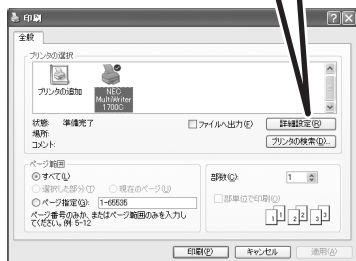 印刷
全般
プリンタの選択
プリンタの追加
NEC
MultiWriter
1700C
状態: 準備完了
場所:
コメント:
ファイルへ出力(F)
詳細設定(R)
プリンタの検索(D)...
ページ範囲
すべて(L)
選択した部分(T)
現在のページ(U)
ページ指定(G): 1-65535
ページ番号のみか、またはページ範囲のみを入力し
てください。例: 5-12
部数(C): 1
部単位で印刷(O)
1 1 2 2 3 3
印刷(P)
キャンセル
適用(A)